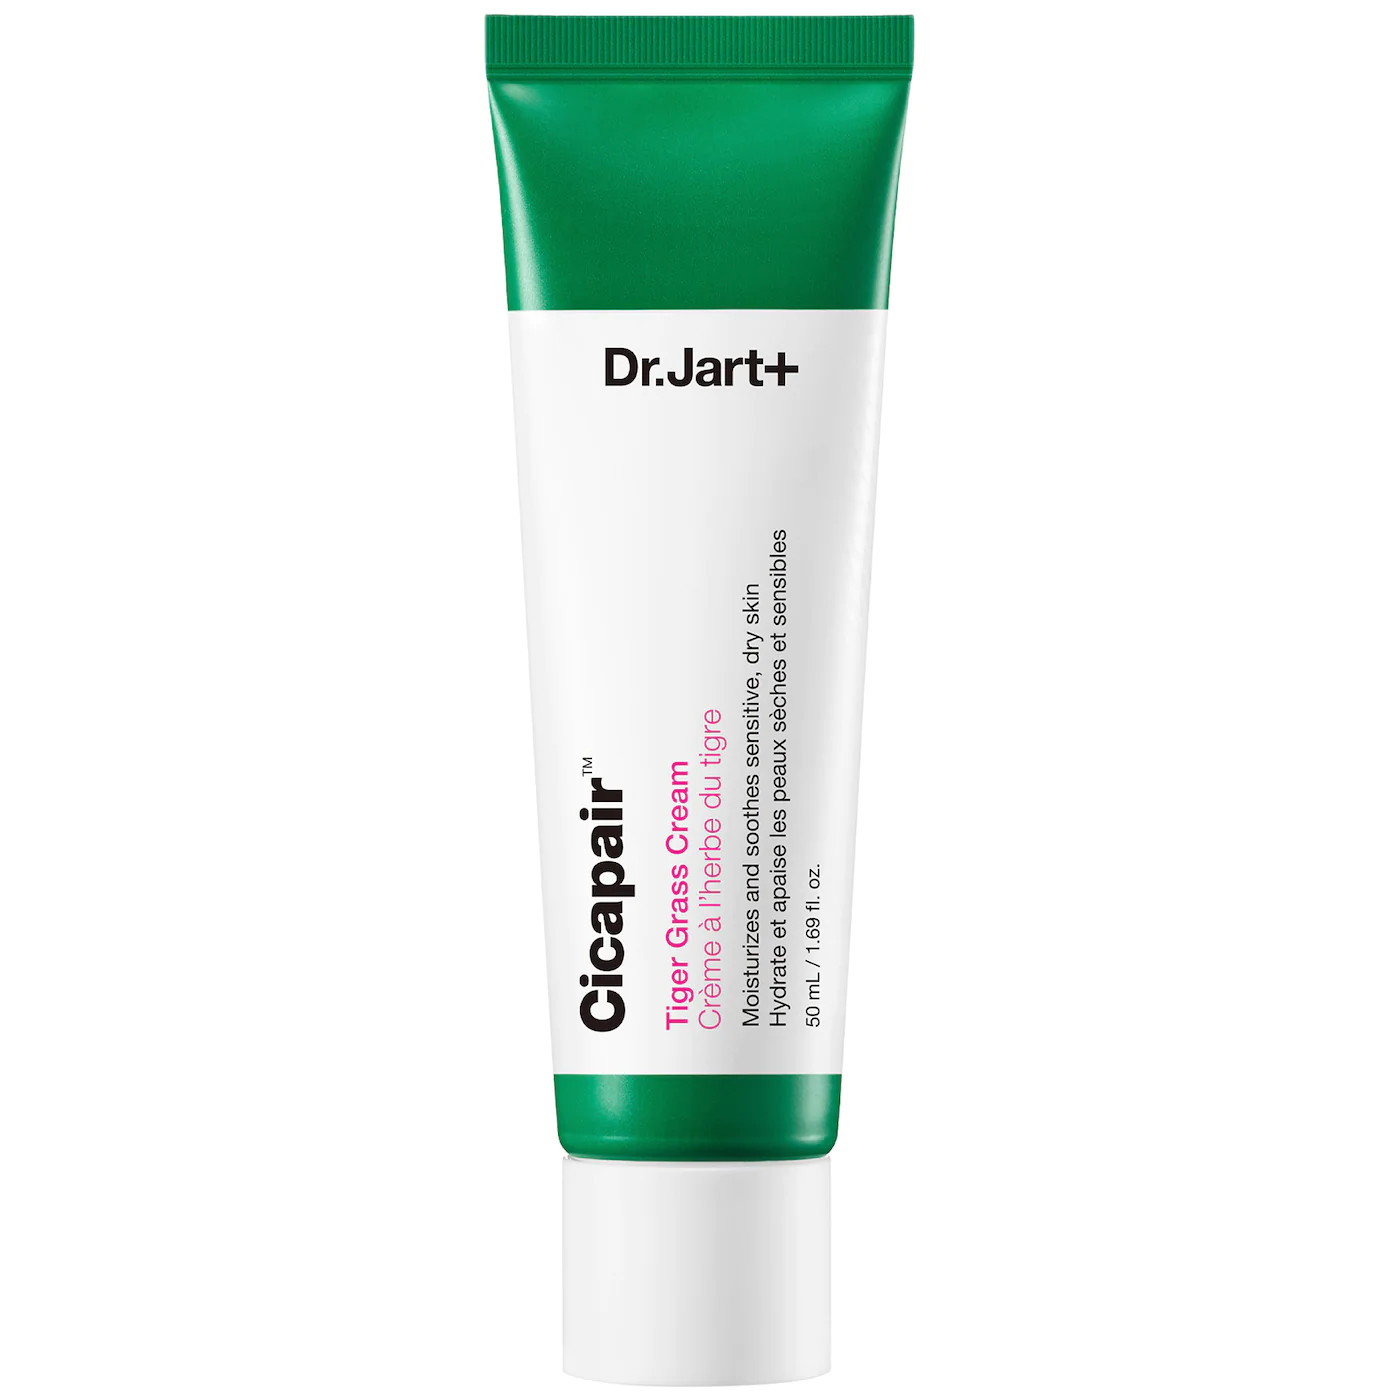 Dr.Jart+
Cicapair™
Tiger Grass Cream
Crème à l'herbe du tigre
Moisturizes and soothes sensitive, dry skin
Hydrate et apaise les peaux sèches et sensibles
50 mL / 1.69 fl. oz.